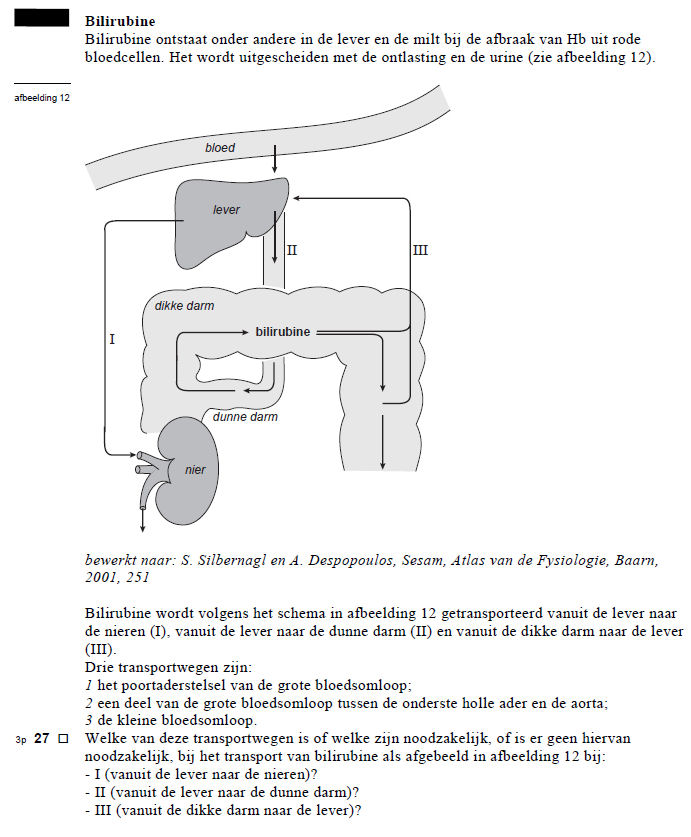 Bilirubine
Bilirubine ontstaat onder andere in de lever en de milt bij de afbraak van Hb uit rode
bloedcellen. Het wordt uitgescheiden met de ontlasting en de urine (zie afbeelding 12).
afbeelding 12
bloed
lever
II
III
dikke darm
bilirubine
I
dunne darm
nier
bewerkt naar: S. Silbernagl en A. Despopoulos, Sesam, Atlas van de Fysiologie, Baarn,
2001, 251
Bilirubine wordt volgens het schema in afbeelding 12 getransporteerd vanuit de lever naar
de nieren (I), vanuit de lever naar de dunne darm (II) en vanuit de dikke darm naar de lever
(III).
Drie transportwegen zijn:
1 het poortaderstelsel van de grote bloedsomloop;
2 een deel van de grote bloedsomloop tussen de onderste holle ader en de aorta;
3 de kleine bloedsomloop.
3p 27 □ Welke van deze transportwegen is of welke zijn noodzakelijk, of is er geen hiervan
noodzakelijk, bij het transport van bilirubine als afgebeeld in afbeelding 12 bij:
- I (vanuit de lever naar de nieren)?
- II (vanuit de lever naar de dunne darm)?
- III (vanuit de dikke darm naar de lever)?